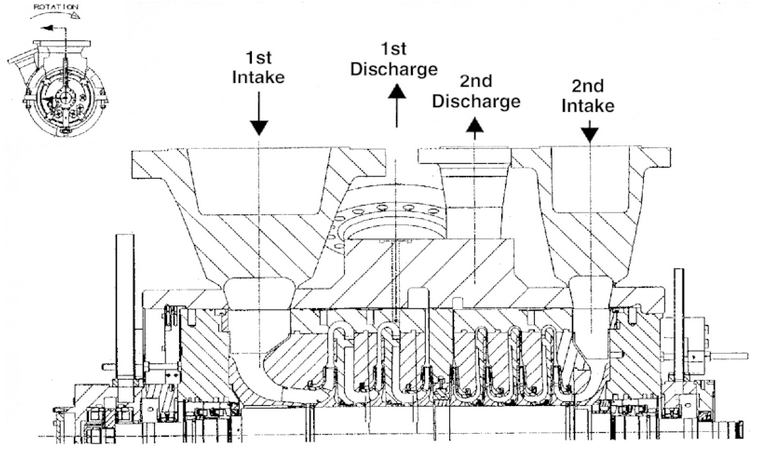 ROTATION
1st
Intake
1st
Discharge
2nd
Discharge
2nd
Intake